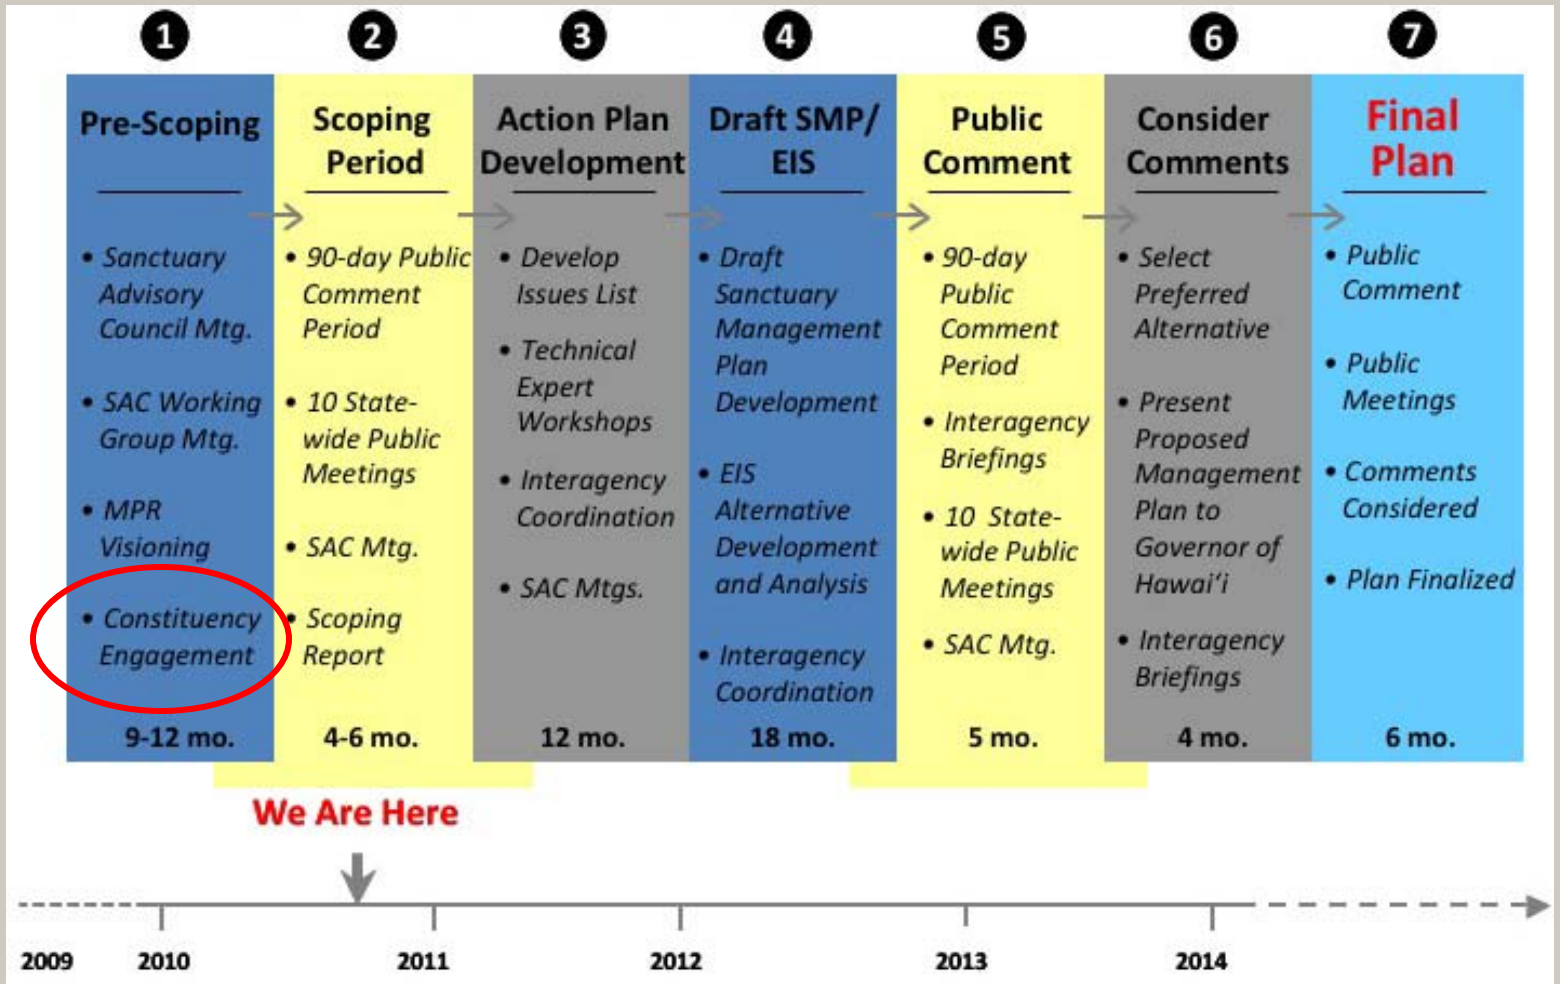 1
2
3
4
5
6
7
Pre-Scoping
• Sanctuary
Advisory
Council Mtg.
• SAC Working
Group Mtg.
• MPR
Visioning
• Constituency
Engagement
9-12 mo.
Scoping
Period
• 90-day Public
Comment
Period
• 10 State-
wide Public
Meetings
• SAC Mtg.
• Scoping
Report
4-6 mo.
Action Plan
Development
• Develop
Issues List
• Technical
Expert
Workshops
• Interagency
Coordination
• SAC Mtgs.
12 mo.
Draft SMP/
EIS
• Draft
Sanctuary
Management
Plan
Development
• EIS
Alternative
Development
and Analysis
• Interagency
Coordination
18 mo.
Public
Comment
• 90-day
Public
Comment
Period
• Interagency
Briefings
• 10 State-
wide Public
Meetings
• SAC Mtg.
5 mo.
Consider
Comments
• Select
Preferred
Alternative
• Present
Proposed
Management
Plan to
Governor of
Hawai‘i
• Interagency
Briefings
4 mo.
Final
Plan
• Public
Comment
• Public
Meetings
• Comments
Considered
• Plan Finalized
6 mo.
We Are Here
2009
2010
2011
2012
2013
2014